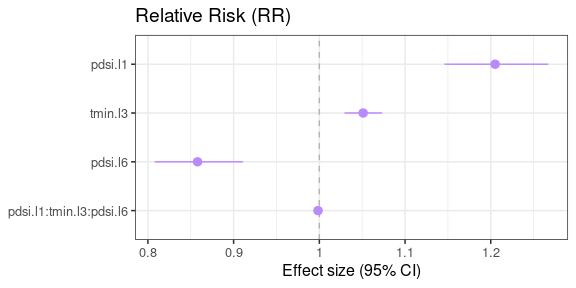 Relative Risk (RR)
pdsi.l1
tmin.l3
pdsi.l6
pdsi.l1:tmin.l3:pdsi.l6
0.8 0.9 1 1.1 1.2
Effect size (95% CI)